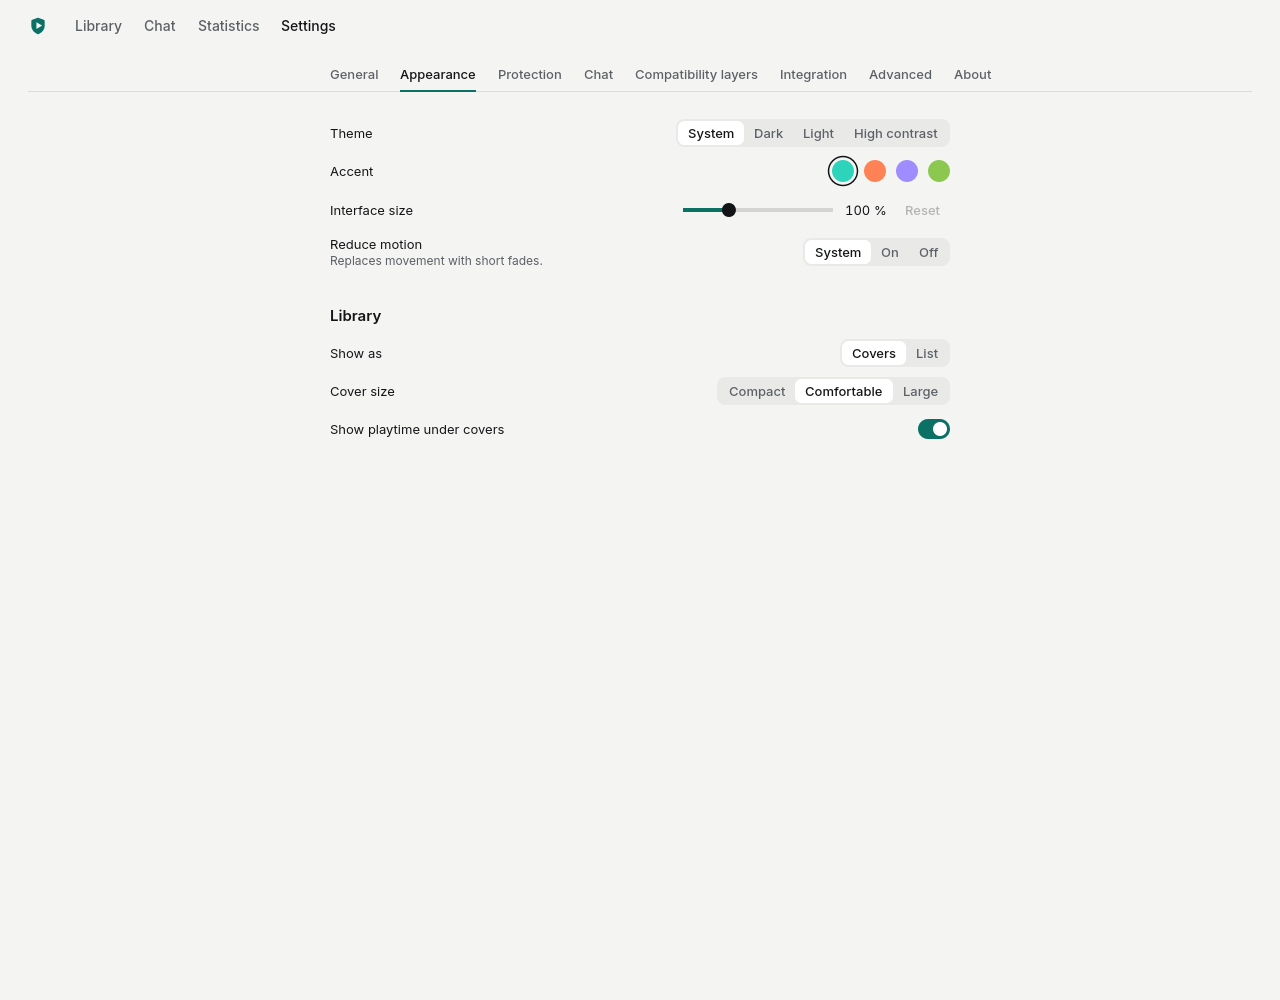 Library Chat Statistics Settings
General Appearance Protection Chat Compatibility layers Integration Advanced About
Theme System Dark Light High contrast
Accent
Interface size 100 % Reset
Reduce motion
Replaces movement with short fades.
System On Off
Library
Show as Covers List
Cover size Compact Comfortable Large
Show playtime under covers